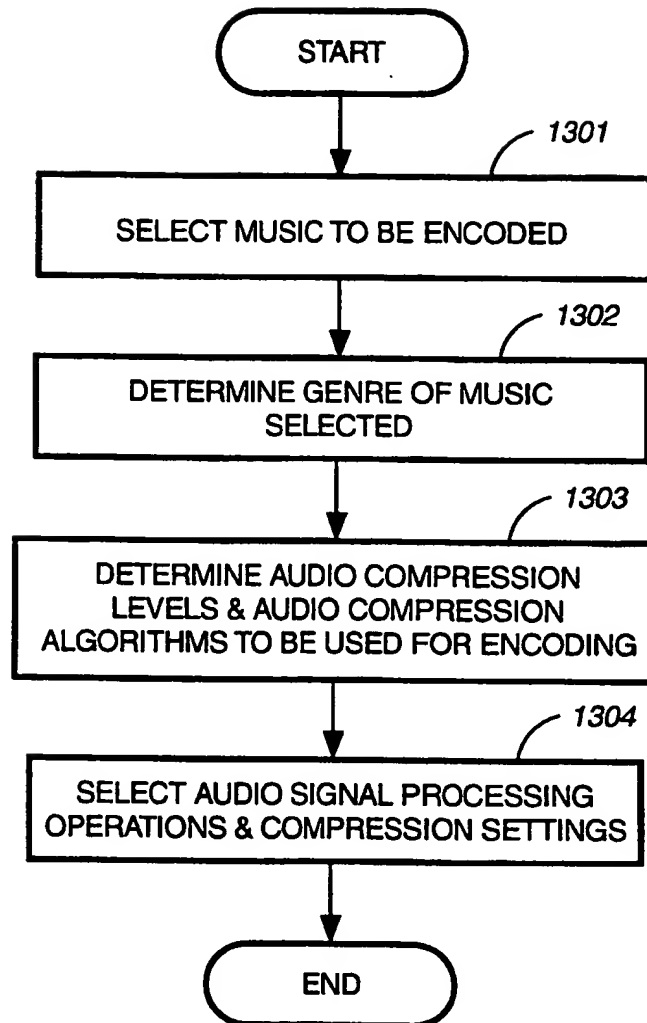 START
1301
SELECT MUSIC TO BE ENCODED
1302
DETERMINE GENRE OF MUSIC
SELECTED
1303
DETERMINE AUDIO COMPRESSION
LEVELS & AUDIO COMPRESSION
ALGORITHMS TO BE USED FOR ENCODING
1304
SELECT AUDIO SIGNAL PROCESSING
OPERATIONS & COMPRESSION SETTINGS
END